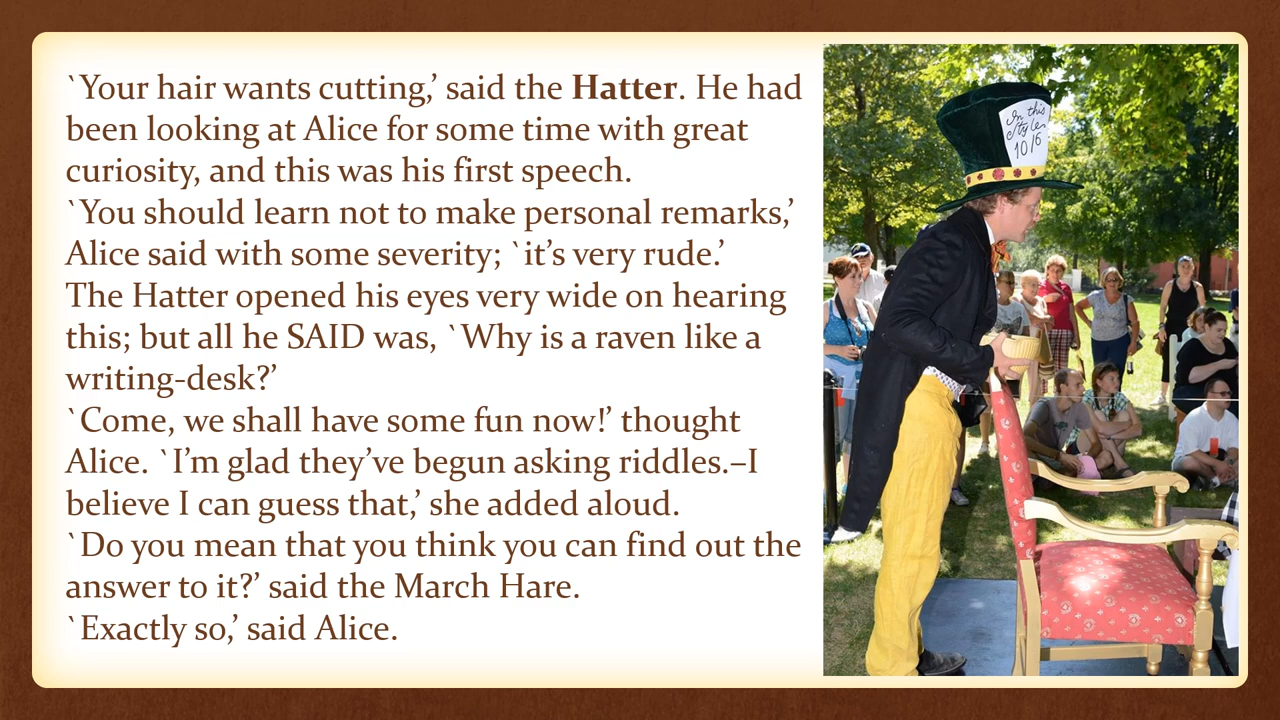 `Your hair wants cutting,’ said the Hatter. He had
been looking at Alice for some time with great
curiosity, and this was his first speech.
`You should learn not to make personal remarks,’
Alice said with some severity; `it’s very rude.’
The Hatter opened his eyes very wide on hearing
this; but all he SAID was, `Why is a raven like a
writing-desk?’
`Come, we shall have some fun now!’ thought
Alice. `I’m glad they’ve begun asking riddles.–I
believe I can guess that,’ she added aloud.
`Do you mean that you think you can find out the
answer to it?’ said the March Hare.
`Exactly so,’ said Alice.
In this
Style
10/6